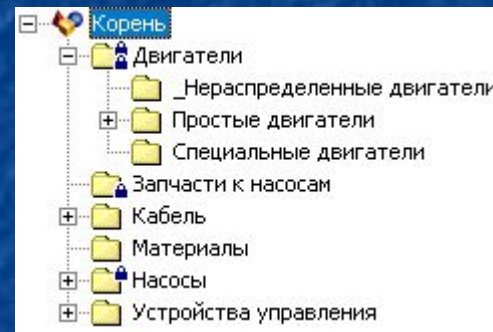 Корень
Двигатели
_Нераспределенные двигатели
Простые двигатели
Специальные двигатели
Запчасти к насосам
Кабель
Материалы
Насосы
Устройства управления